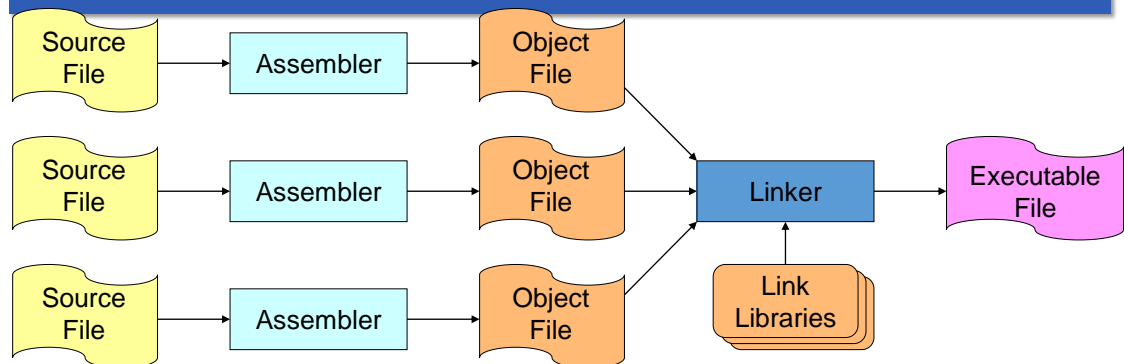 Source
File
Assembler
Object
File
Source
File
Assembler
Object
File
Linker
Executable
File
Source
File
Assembler
Object
File
Link
Libraries